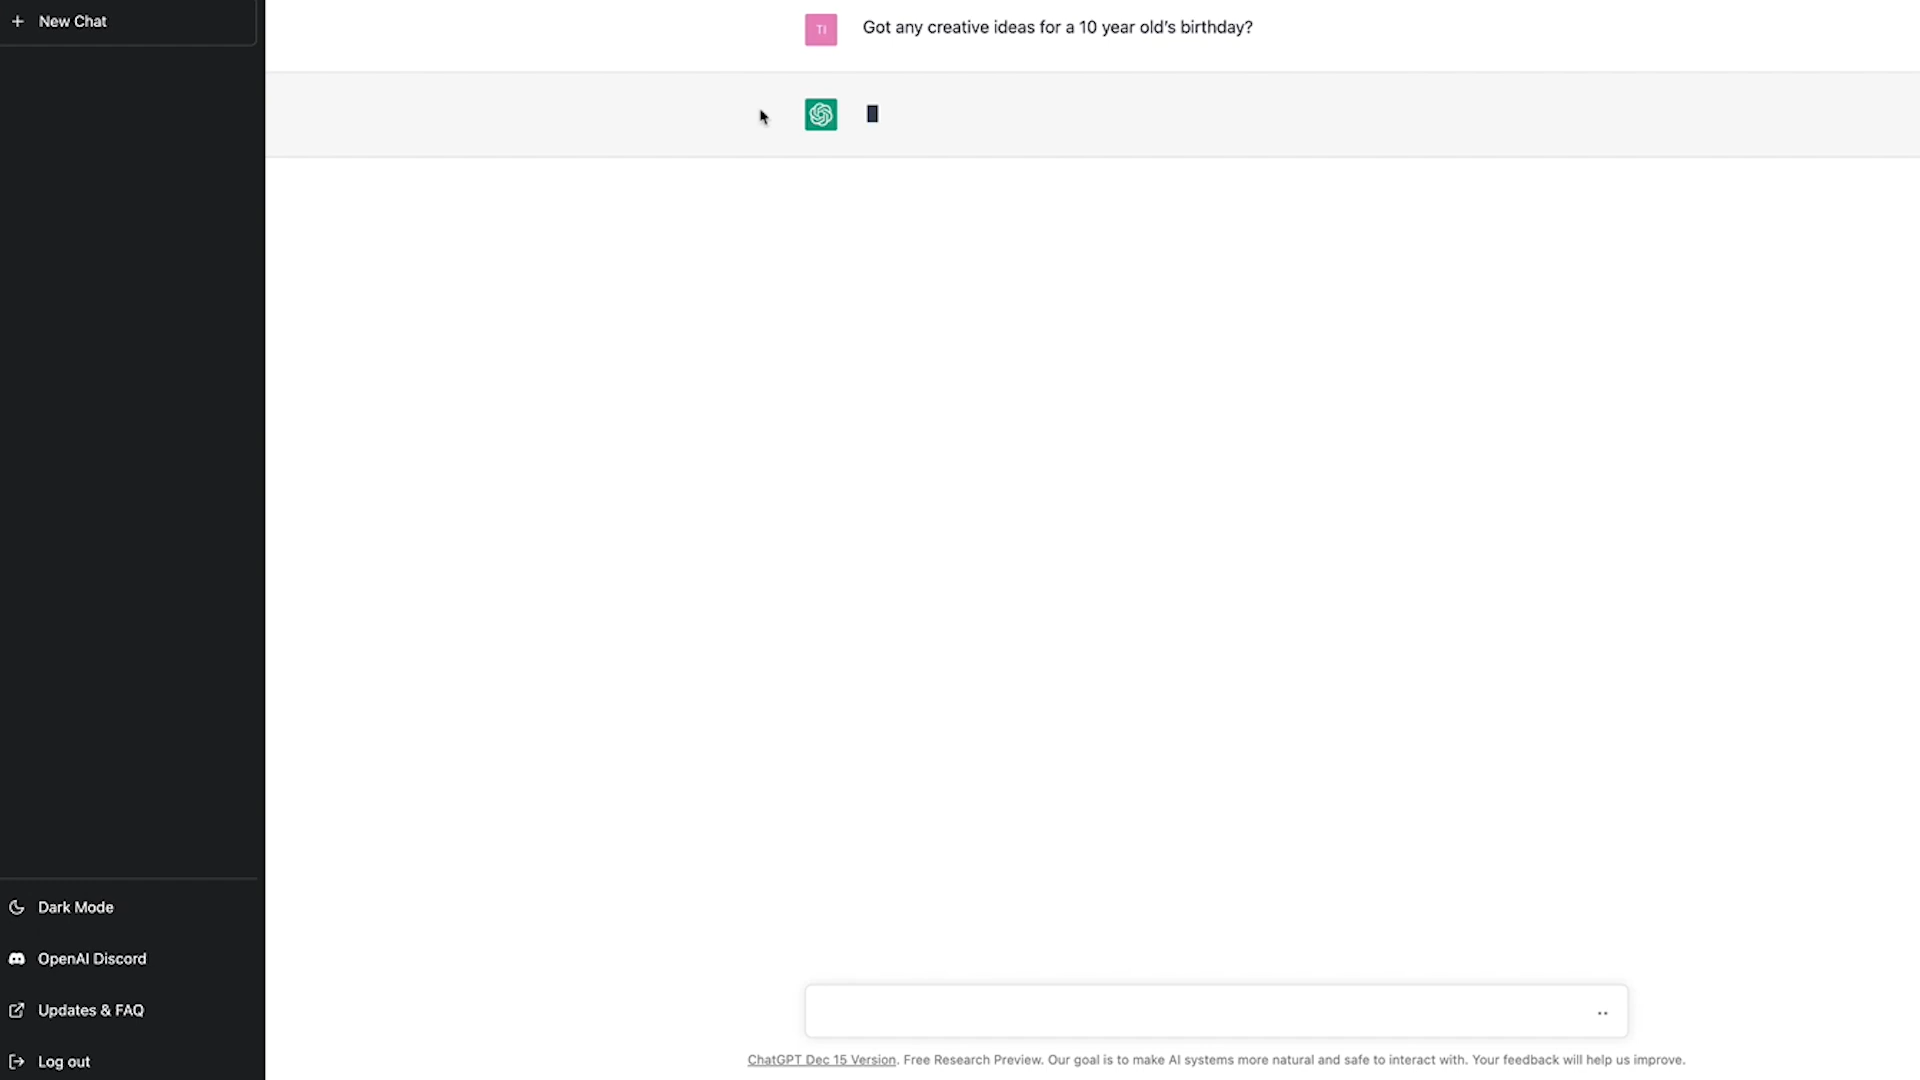 New Chat
TI
Got any creative ideas for a 10 year old's birthday?
Dark Mode
OpenAI Discord
Updates & FAQ
Log out
ChatGPT Dec 15 Version. Free Research Preview. Our goal is to make AI systems more natural and safe to interact with. Your feedback will help us improve.